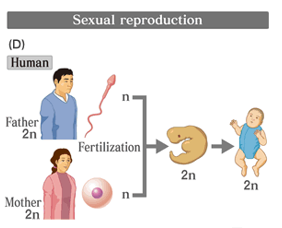 Sexual reproduction
(D)
Human
n
Father
2n
Fertilization
2n
2n
n
Mother
2n